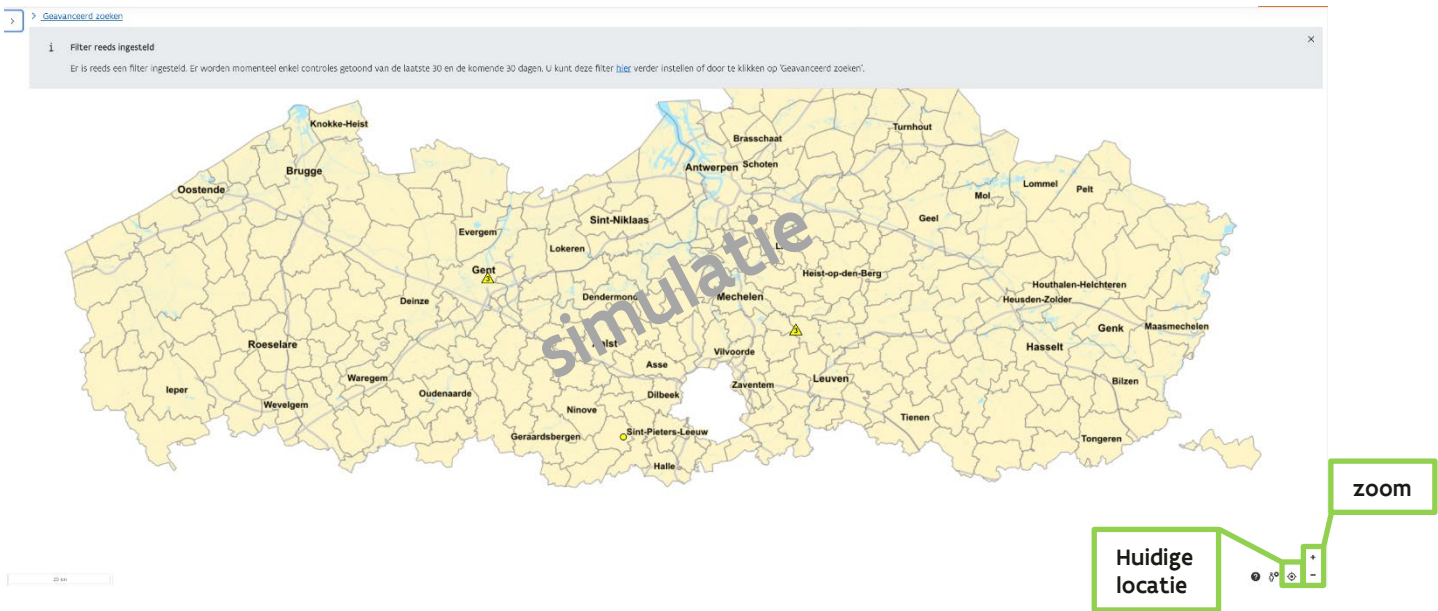 Geavanceerd zoeken
Filter reeds ingesteld
Er is reeds een filter ingesteld. Er worden momenteel enkel controles getoond van de laatste 30 en de komende 30 dagen. U kunt deze filter hier verder instellen of door te klikken op 'Geavanceerd zoeken'.
Knokke-Heist
Turnhout
Brasschaat
Brugge
Antwerpen
Schoten
Oostende
Lommel
Pelt
Mol
Sint-Niklaas
Geel
Evergem
Lokeren
simulatie
Gent
3
Heist-op-den-Berg
Houthalen-Helchteren
Deinze
Mechelen
Heusden-Zolder
3
Genk
Maasmechelen
Roeselare
Vilvoorde
Hasselt
Asse
Waregem
Leuven
Zaventem
Bilzen
Ieper
Oudenaarde
Dilbeek
Wevelgem
Ninove
Tienen
Geraardsbergen
Sint-Pieters-Leeuw
Tongeren
Halle
zoom
Huidige
locatie
+
−
20 km